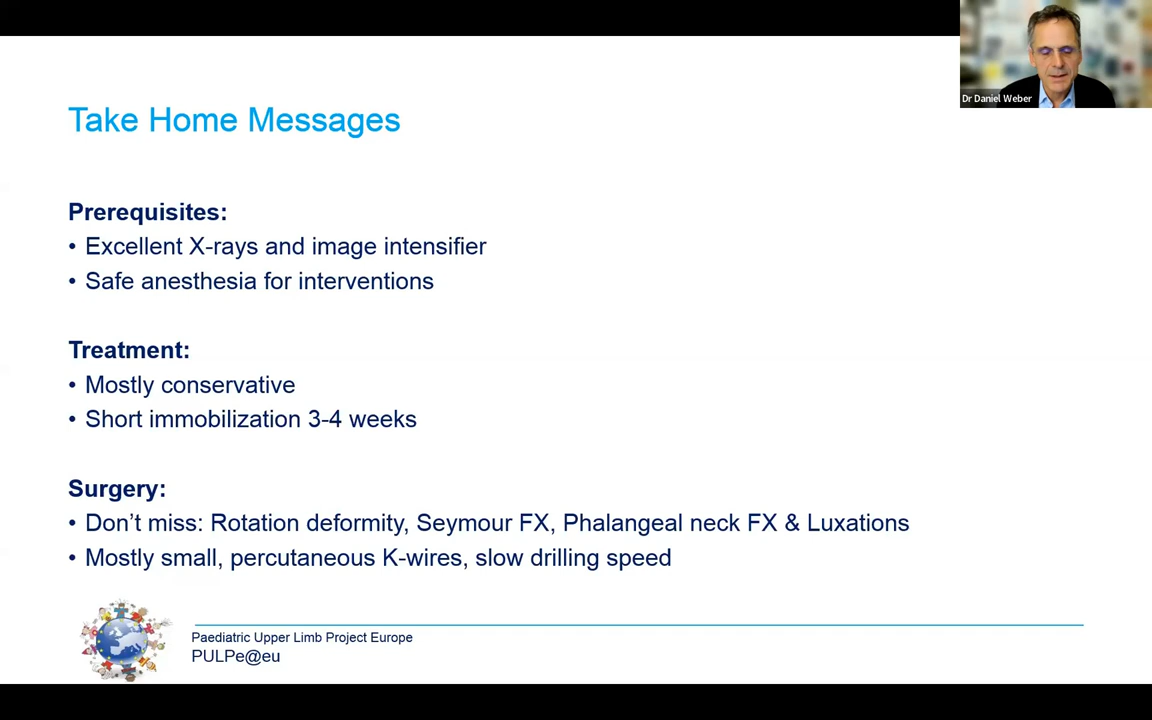 Dr Daniel Weber
Take Home Messages
Prerequisites:
• Excellent X-rays and image intensifier
• Safe anesthesia for interventions
Treatment:
• Mostly conservative
• Short immobilization 3-4 weeks
Surgery:
• Don’t miss: Rotation deformity, Seymour FX, Phalangeal neck FX & Luxations
• Mostly small, percutaneous K-wires, slow drilling speed
Paediatric Upper Limb Project Europe
PULPe@eu